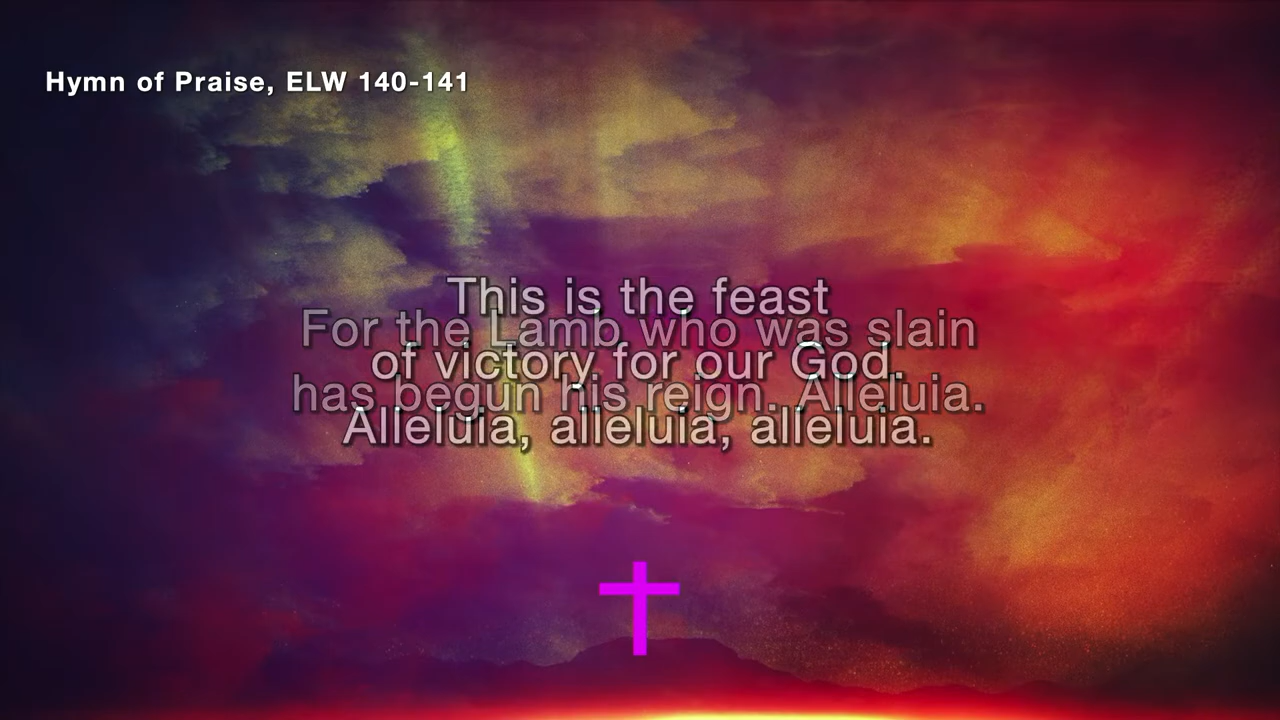 Hymn of Praise, ELW 140-141
This is the feast
For the Lamb who was slain
of victory for our God.
has begun his reign. Alleluia.
Alleluia, alleluia, alleluia.